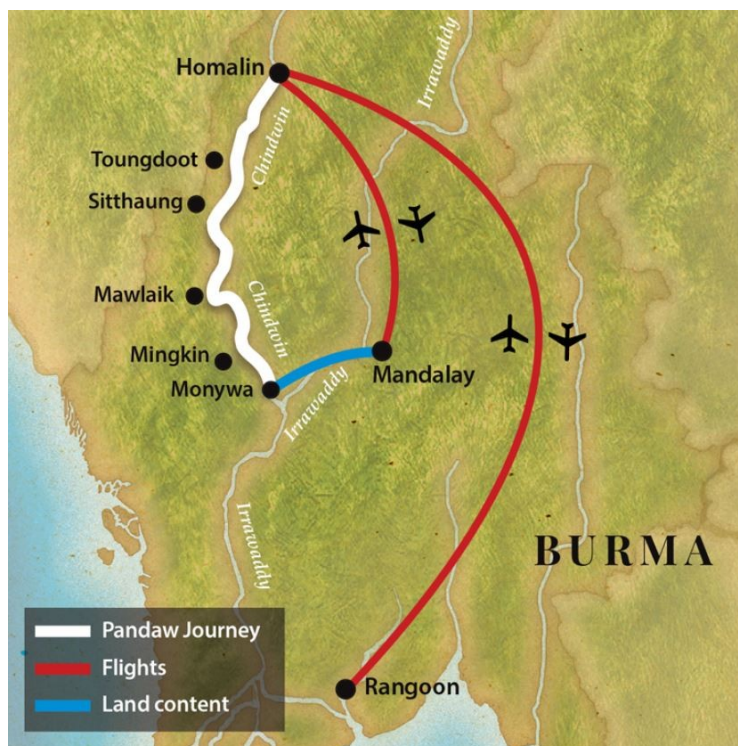 Homalin
Irrawaddy
Chindwin
Toungdoot
Sitthaung
Mawlaik
Chindwin
Mingkin
Monywa
Mandalay
Irrawaddy
Irrawaddy
BURMA
Rangoon
Pandaw Journey
Flights
Land content